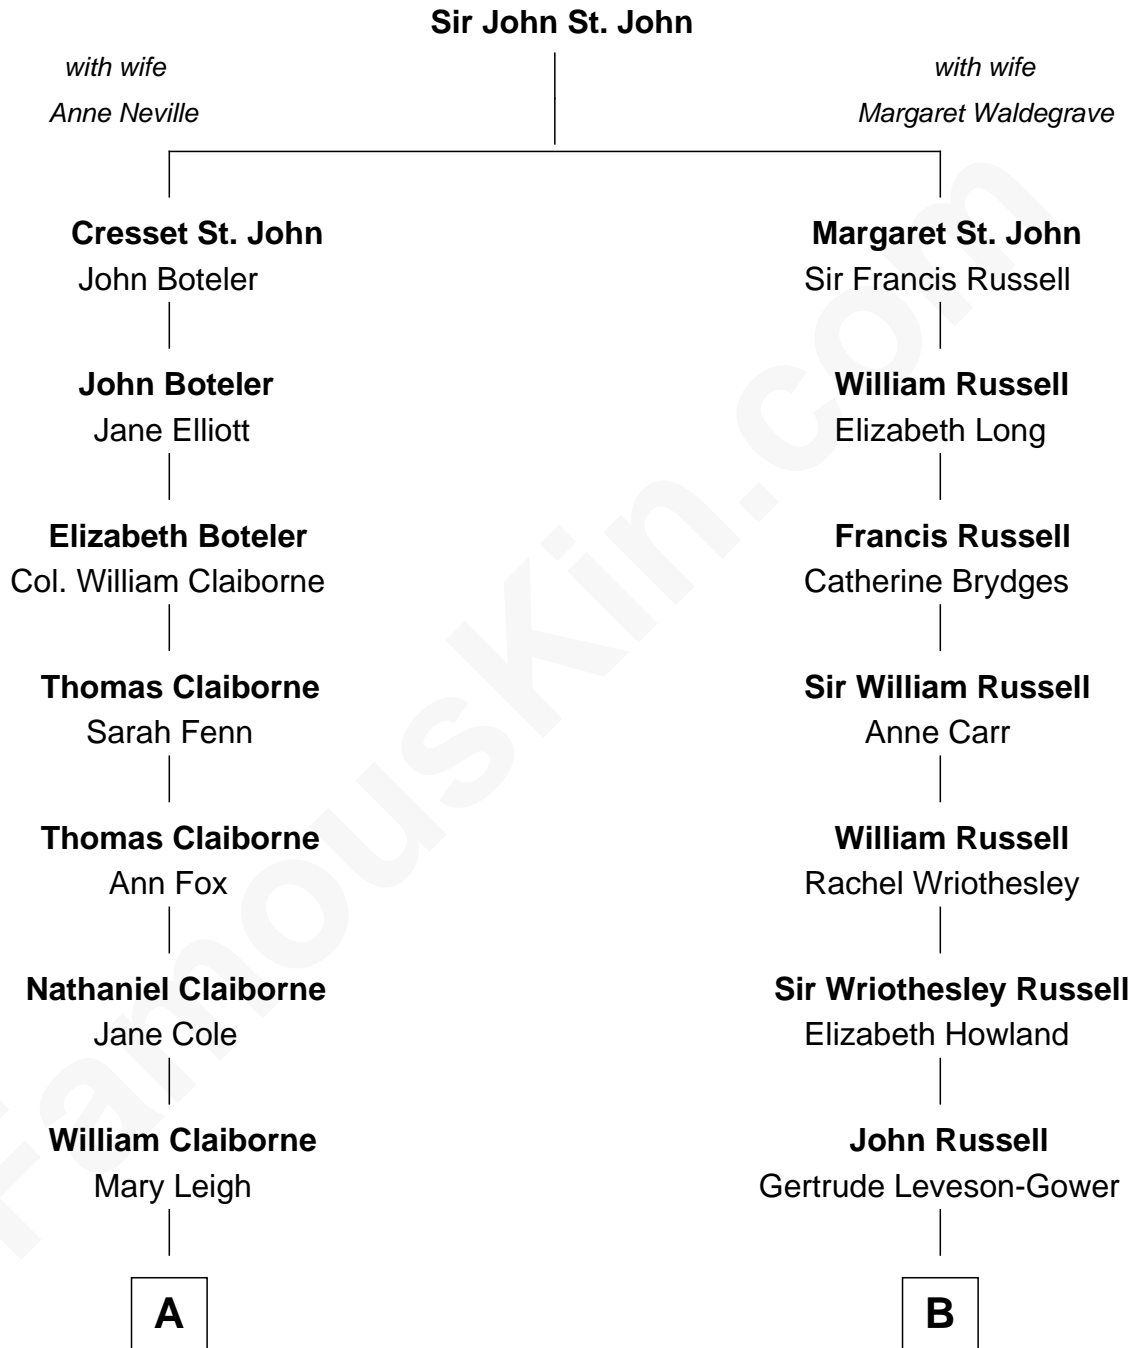 Sir John St. John
with wife
Anne Neville
with wife
Margaret Waldegrave
Cresset St. John
John Boteler
Margaret St. John
Sir Francis Russell
John Boteler
Jane Elliott
William Russell
Elizabeth Long
Elizabeth Boteler
Col. William Claiborne
Francis Russell
Catherine Brydges
Thomas Claiborne
Sarah Fenn
Sir William Russell
Anne Carr
Thomas Claiborne
Ann Fox
William Russell
Rachel Wriothesley
Nathaniel Claiborne
Jane Cole
Sir Wriothesley Russell
Elizabeth Howland
William Claiborne
Mary Leigh
John Russell
Gertrude Leveson-Gower
A
B
FamousKin.com